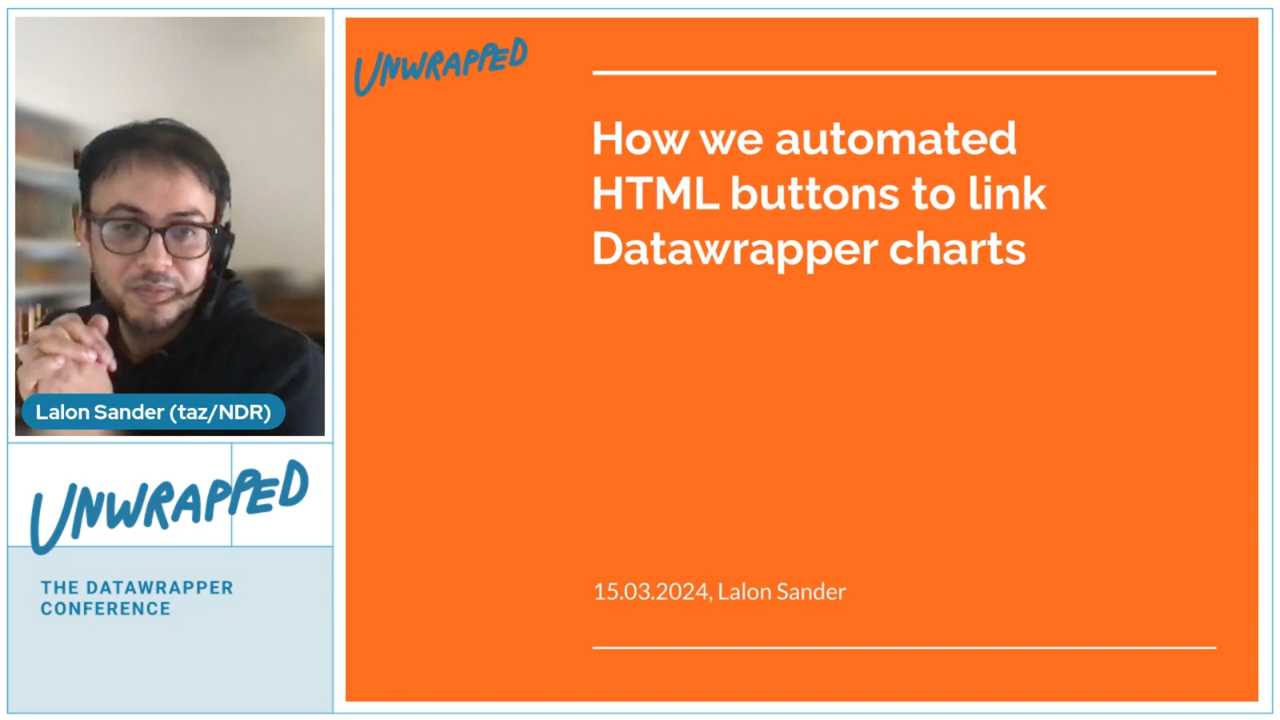 Lalon Sander (taz/NDR)
UNWRAPPED
THE DATAWRAPPER
CONFERENCE
UNWRAPPED
How we automated
HTML buttons to link
Datawrapper charts
15.03.2024, Lalon Sander